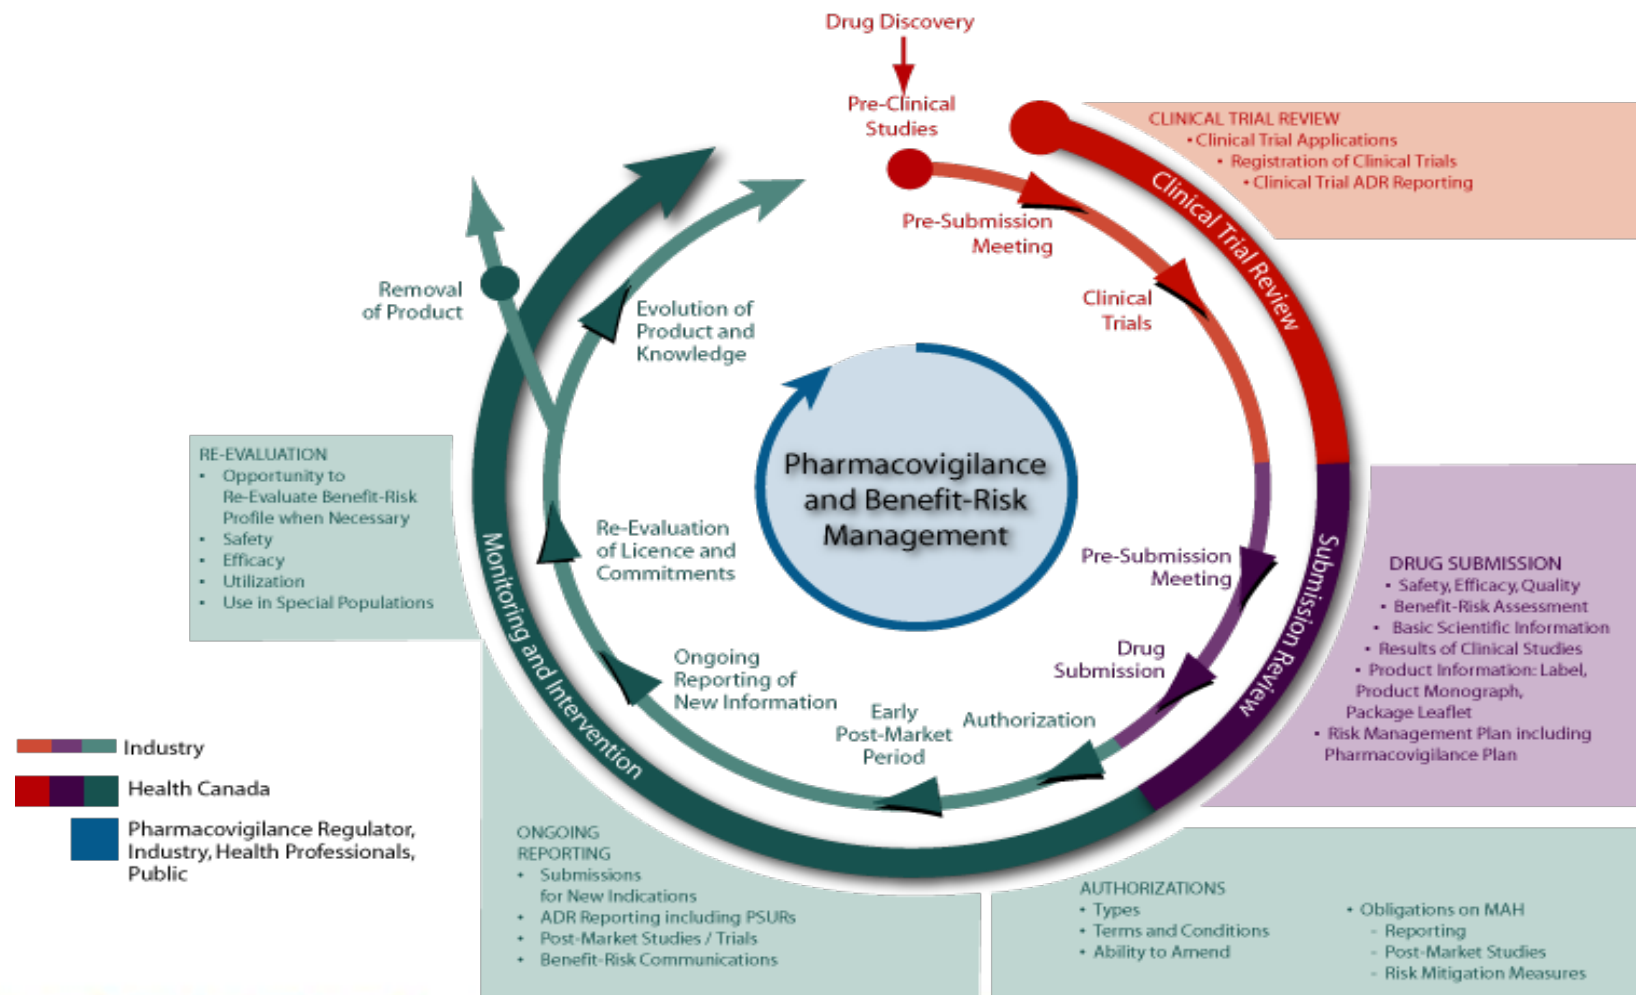 Drug Discovery
Pre-Clinical
Studies
CLINICAL TRIAL REVIEW
• Clinical Trial Applications
• Registration of Clinical Trials
• Clinical Trial ADR Reporting
Clinical Trial Review
Pre-Submission
Meeting
Clinical
Trials
Removal
of Product
Evolution of
Product and
Knowledge
Pharmacovigilance
and Benefit-Risk
Management
RE-EVALUATION
• Opportunity to
Re-Evaluate Benefit-Risk
Profile when Necessary
• Safety
• Efficacy
• Utilization
• Use in Special Populations
Re-Evaluation
of Licence and
Commitments
Monitoring and Intervention
Pre-Submission
Meeting
Submission Review
DRUG SUBMISSION
• Safety, Efficacy, Quality
• Benefit-Risk Assessment
• Basic Scientific Information
• Results of Clinical Studies
• Product Information: Label,
Product Monograph,
Package Leaflet
• Risk Management Plan including
Pharmacovigilance Plan
Drug
Submission
Ongoing
Reporting of
New Information
Early
Post-Market
Period
Authorization
Industry
Health Canada
Pharmacovigilance Regulator,
Industry, Health Professionals,
Public
ONGOING
REPORTING
• Submissions
for New Indications
• ADR Reporting including PSURs
• Post-Market Studies / Trials
• Benefit-Risk Communications
AUTHORIZATIONS
• Types
• Terms and Conditions
• Ability to Amend
• Obligations on MAH
- Reporting
- Post-Market Studies
- Risk Mitigation Measures